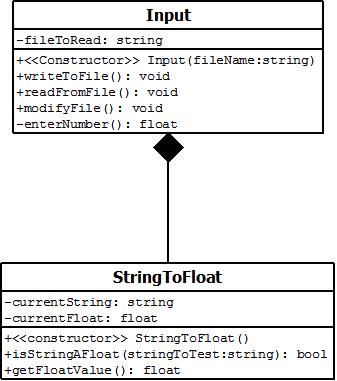 Input
-fileToRead: string
+<<Constructor>> Input(fileName:string)
+writeToFile(): void
+readFromFile(): void
+modifyFile(): void
-enterNumber(): float
StringToFloat
-currentString: string
-currentFloat: float
+<<constructor>> StringToFloat()
+isStringAFloat(stringToTest:string): bool
+getFloatValue(): float